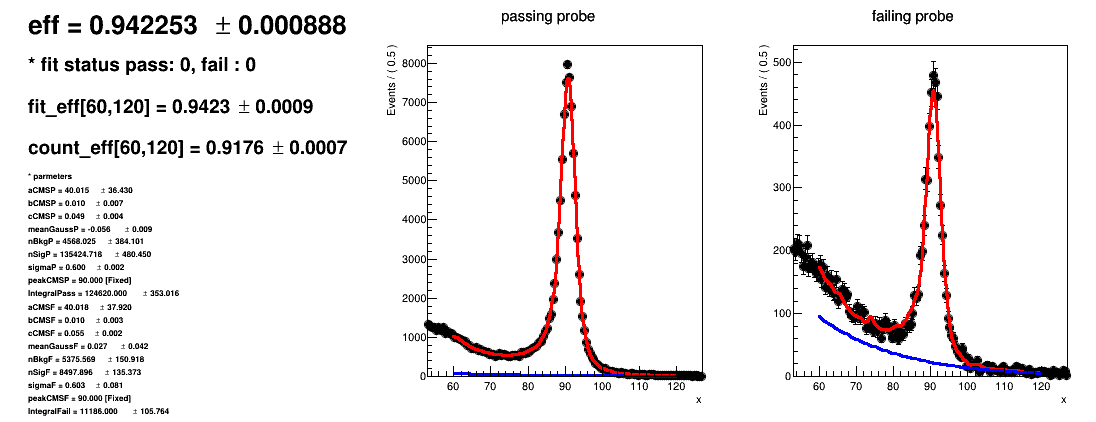 eff = 0.942253 ± 0.000888
* fit status pass: 0, fail : 0
fit_eff[60,120] = 0.9423 ± 0.0009
count_eff[60,120] = 0.9176 ± 0.0007
* parmeters
aCMSP = 40.015 ± 36.430
bCMSP = 0.010 ± 0.007
cCMSP = 0.049 ± 0.004
meanGaussP = -0.056 ± 0.009
nBkgP = 4568.025 ± 384.101
nSigP = 135424.718 ± 480.450
sigmaP = 0.600 ± 0.002
peakCMSP = 90.000 [Fixed]
IntegralPass = 124620.000 ± 353.016
aCMSF = 40.018 ± 37.920
bCMSF = 0.010 ± 0.003
cCMSF = 0.055 ± 0.002
meanGaussF = 0.027 ± 0.042
nBkgF = 5375.569 ± 150.918
nSigF = 8497.896 ± 135.373
sigmaF = 0.603 ± 0.081
peakCMSF = 90.000 [Fixed]
IntegralFail = 11186.000 ± 105.764
passing probe
Events / ( 0.5 )
8000
7000
6000
5000
4000
3000
2000
1000
0
60 70 80 90 100 110 120
x
failing probe
Events / ( 0.5 )
500
400
300
200
100
0
60 70 80 90 100 110 120
x